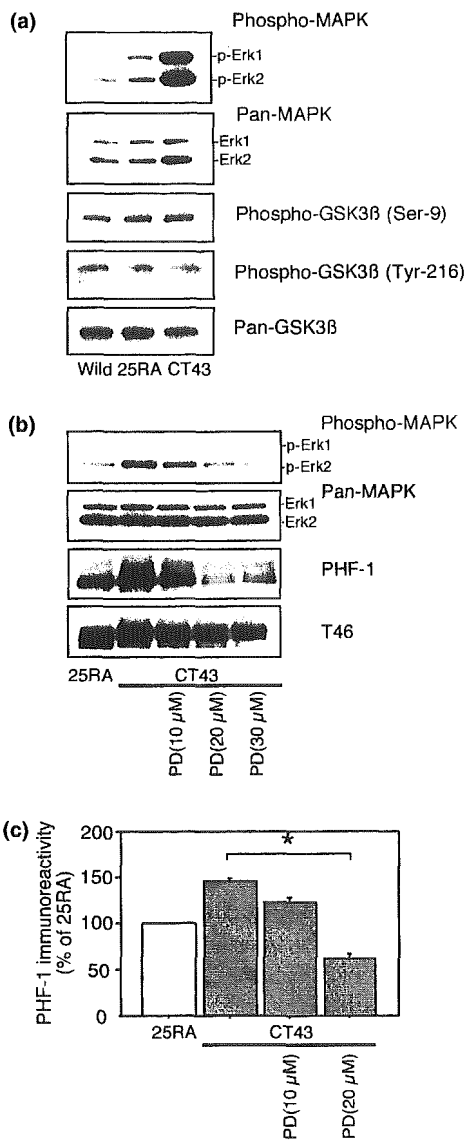 (a)
Phospho-MAPK
p-Erk1
p-Erk2
Pan-MAPK
Erk1
Erk2
Phospho-GSK3ß (Ser-9)
Phospho-GSK3ß (Tyr-216)
Pan-GSK3ß
Wild 25RA CT43
(b)
Phospho-MAPK
p-Erk1
p-Erk2
Pan-MAPK
Erk1
Erk2
PHF-1
T46
25RA CT43
PD(10 µM) PD(20 µM) PD(30 µM)
(c)
PHF-1 immunoreactivity
(% of 25RA)
200
150
100
50
0
*
25RA CT43
PD(10 µM) PD(20 µM)